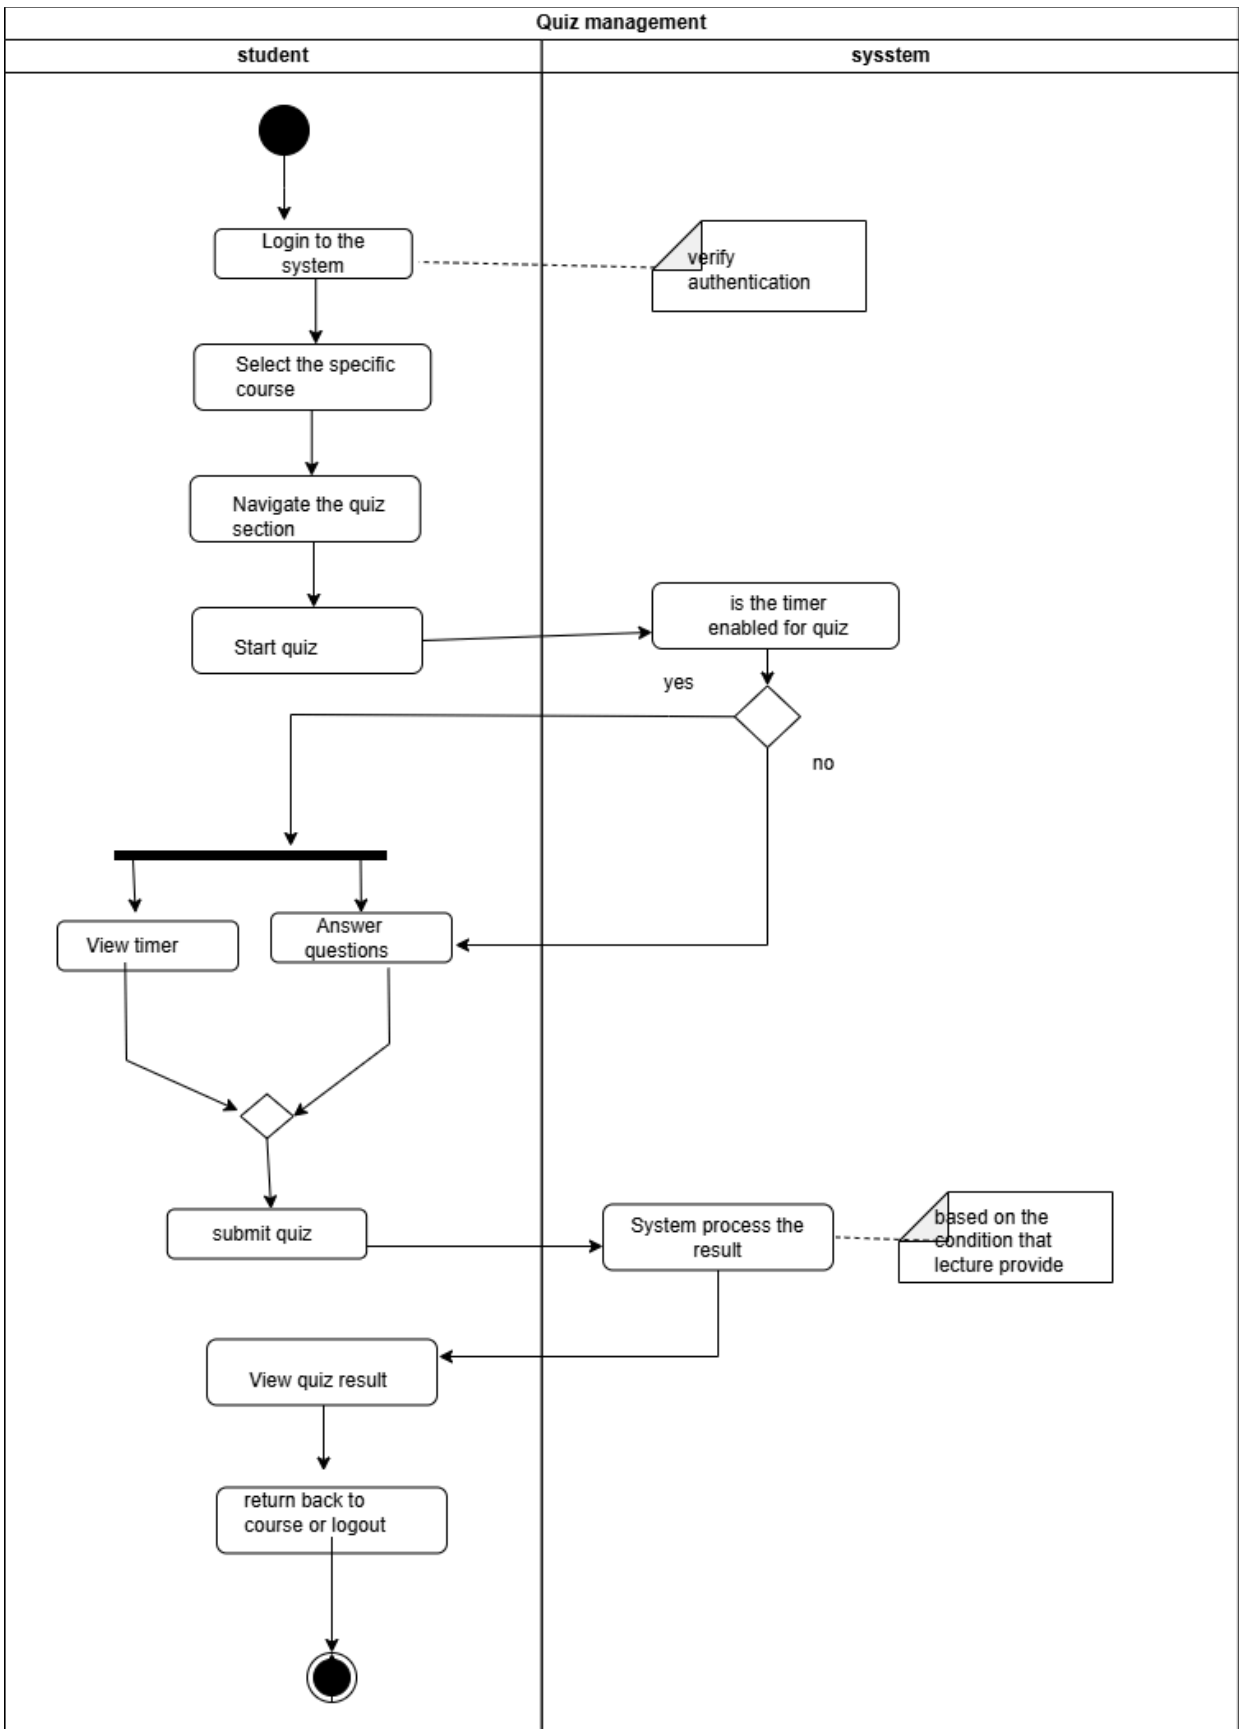 Quiz management
student
sysstem
Login to the
system
verify
authentication
Select the specific
course
Navigate the quiz
section
is the timer
enabled for quiz
Start quiz
yes
no
View timer
Answer
questions
submit quiz
System process the
result
based on the
condition that
lecture provide
View quiz result
return back to
course or logout